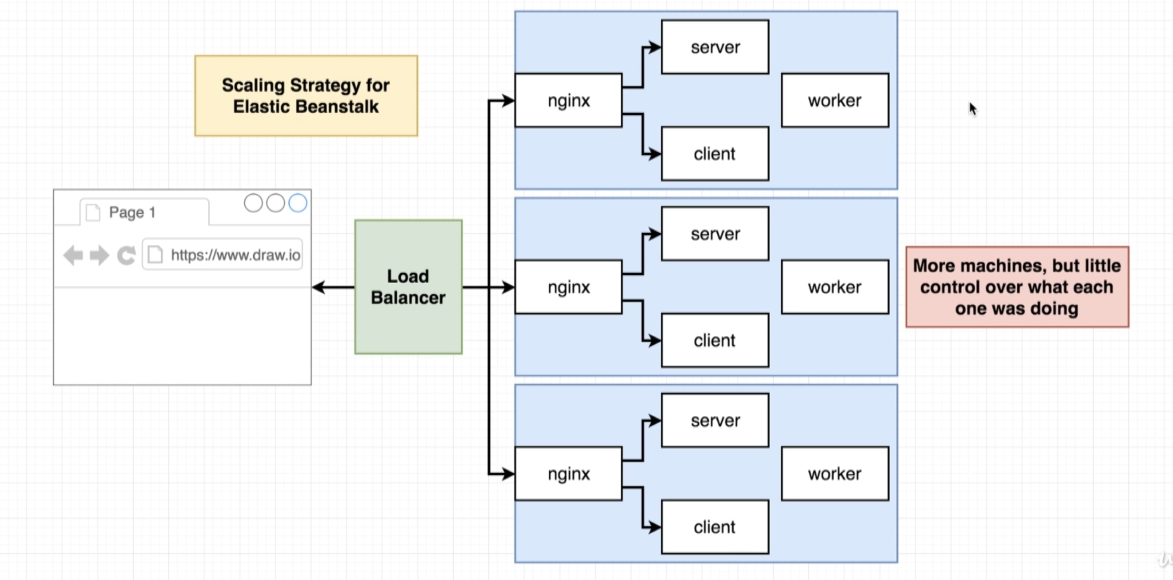 Scaling Strategy for
Elastic Beanstalk
Page 1
https://www.draw.io
Load
Balancer
nginx
server
client
worker
nginx
server
client
worker
nginx
server
client
worker
More machines, but little
control over what each
one was doing